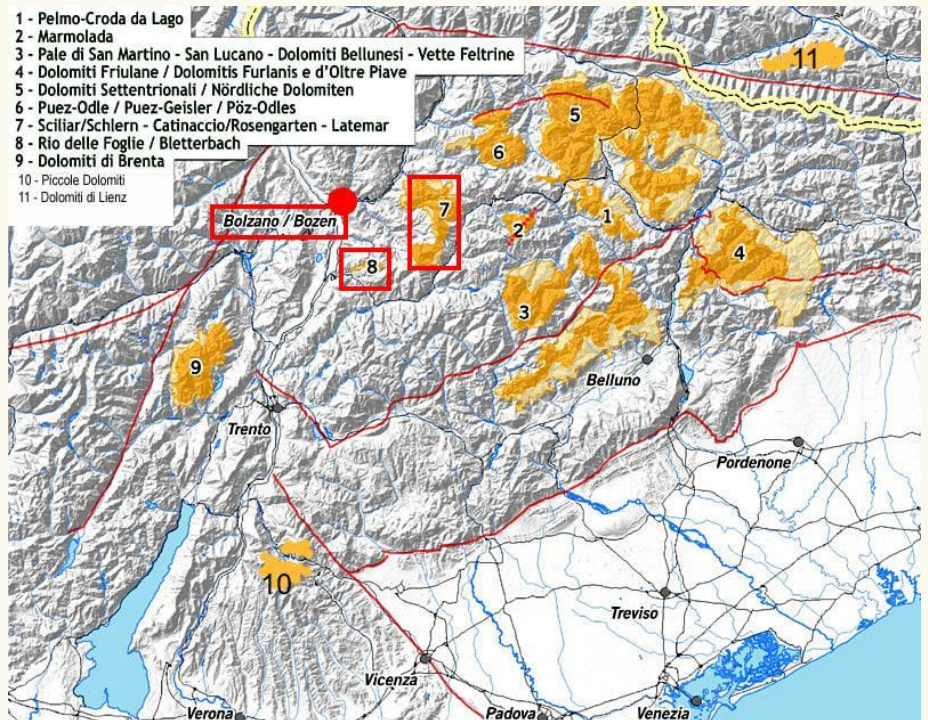 1 - Pelmo-Croda da Lago
2 - Marmolada
3 - Pale di San Martino - San Lucano - Dolomiti Bellunesi - Vette Feltrine
4 - Dolomiti Friulane / Dolomitis Furlanis e d'Oltre Piave
5 - Dolomiti Settentrionali / Nördliche Dolomiten
6 - Puez-Odle / Puez-Geisler / Pöz-Odles
7 - Sciliar/Schlern - Catinaccio/Rosengarten - Latemar
8 - Rio delle Foglie / Bletterbach
9 - Dolomiti di Brenta
10 - Piccole Dolomiti
11 - Dolomiti di Lienz
11
5
6
7
Bolzano / Bozen
1
2
4
8
3
9
Belluno
Trento
Pordenone
10
Treviso
Vicenza
Verona
Padova
Venezia